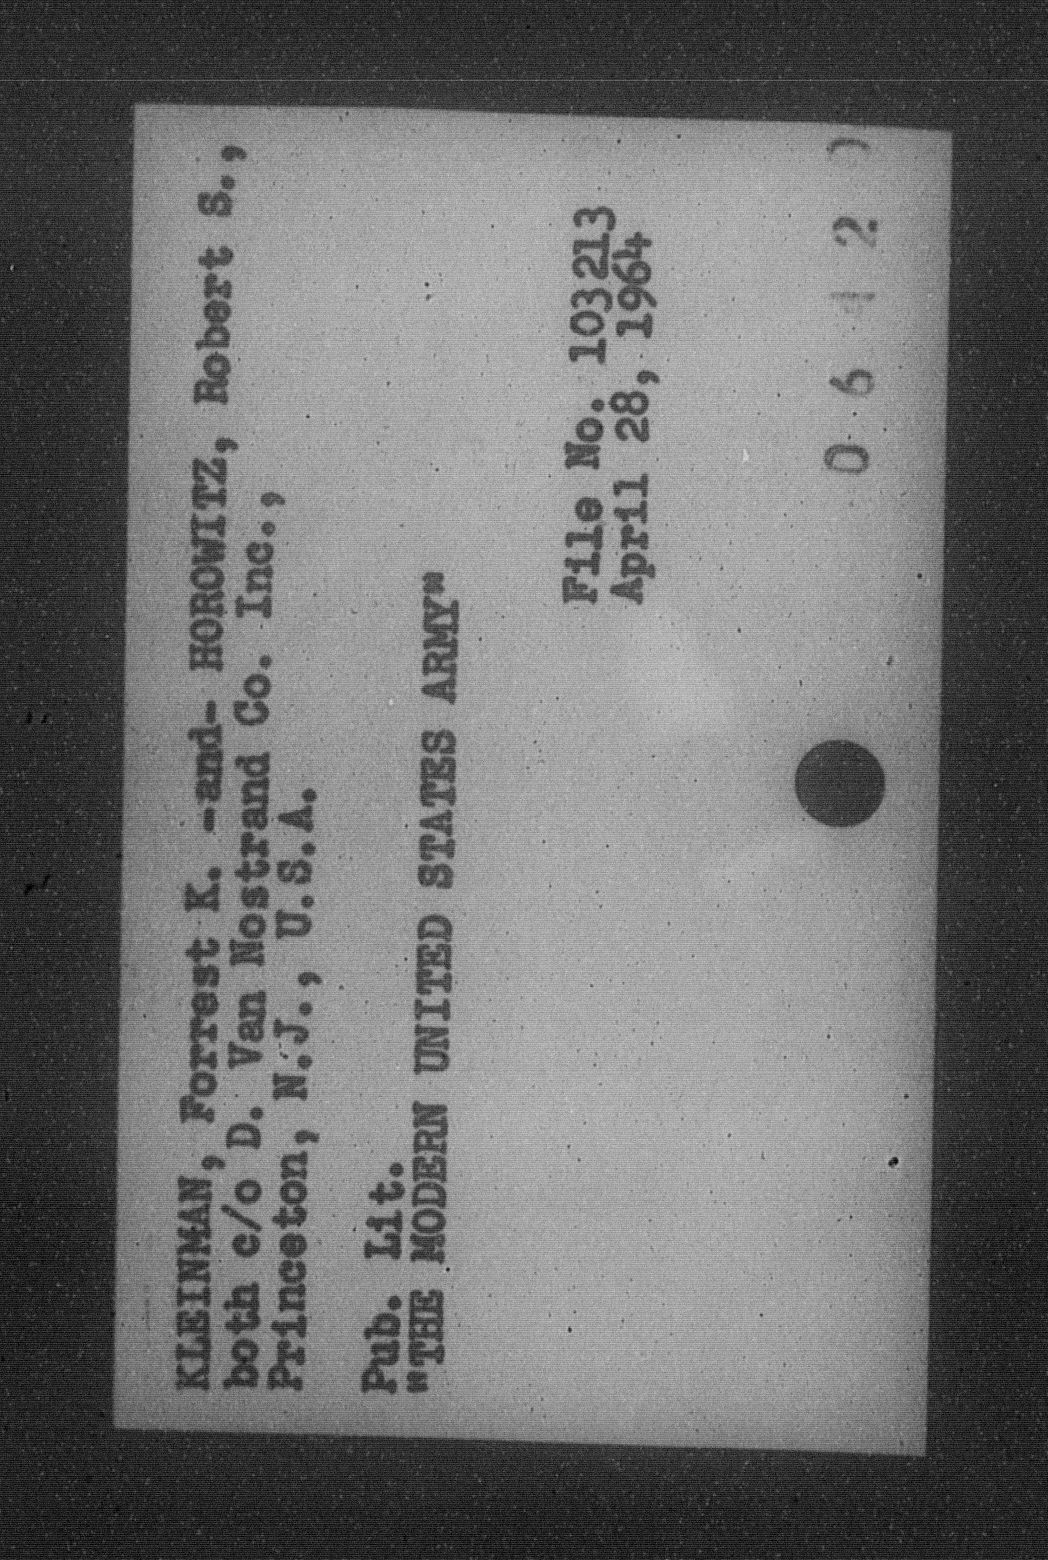 KLEINMAN, Forrest K. -and- HOROWITZ, Robert S.,
both c/o D. Van Nostrand Co. Inc.,
Princeton, N.J., U.S.A.
Pub. Lit.
"THE MODERN UNITED STATES ARMY"
File No. 103213
April 28, 1964
0 6 1 2 )